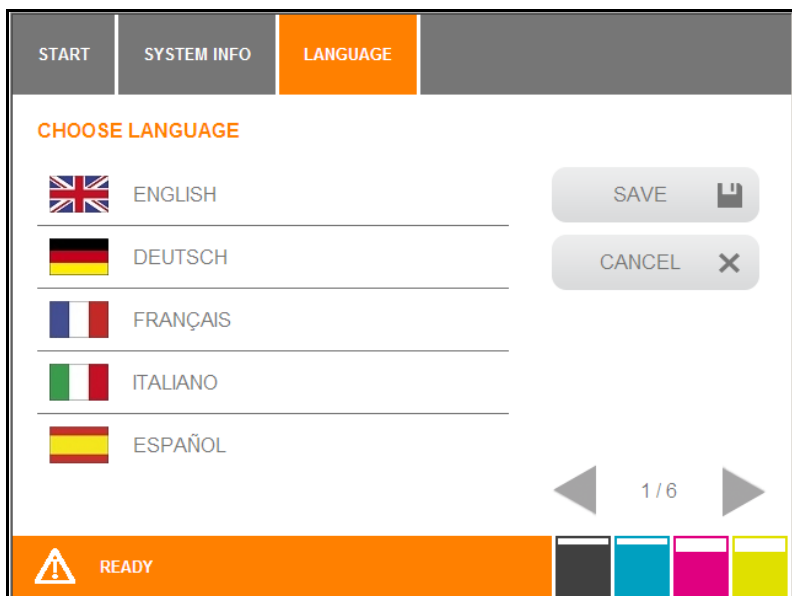 START SYSTEM INFO LANGUAGE
CHOOSE LANGUAGE
ENGLISH
DEUTSCH
FRANÇAIS
ITALIANO
ESPAÑOL
SAVE
CANCEL
1 / 6
READY